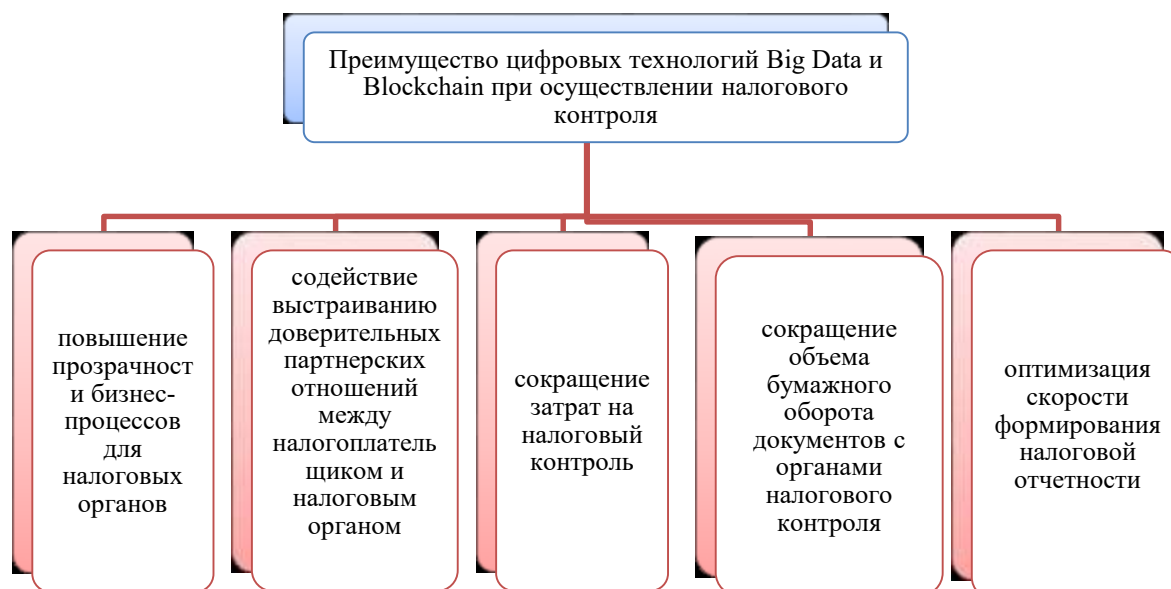 Преимущество цифровых технологий Big Data и
Blockchain при осуществлении налогового
контроля
повышение
прозрачност
и бизнес-
процессов
для
налоговых
органов
содействие
выстраиванию
доверительных
партнерских
отношений
между
налогоплатель
щиком и
налоговым
органом
сокращение
затрат на
налоговый
контроль
сокращение
объема
бумажного
оборота
документов с
органами
налогового
контроля
оптимизация
скорости
формирования
налоговой
отчетности